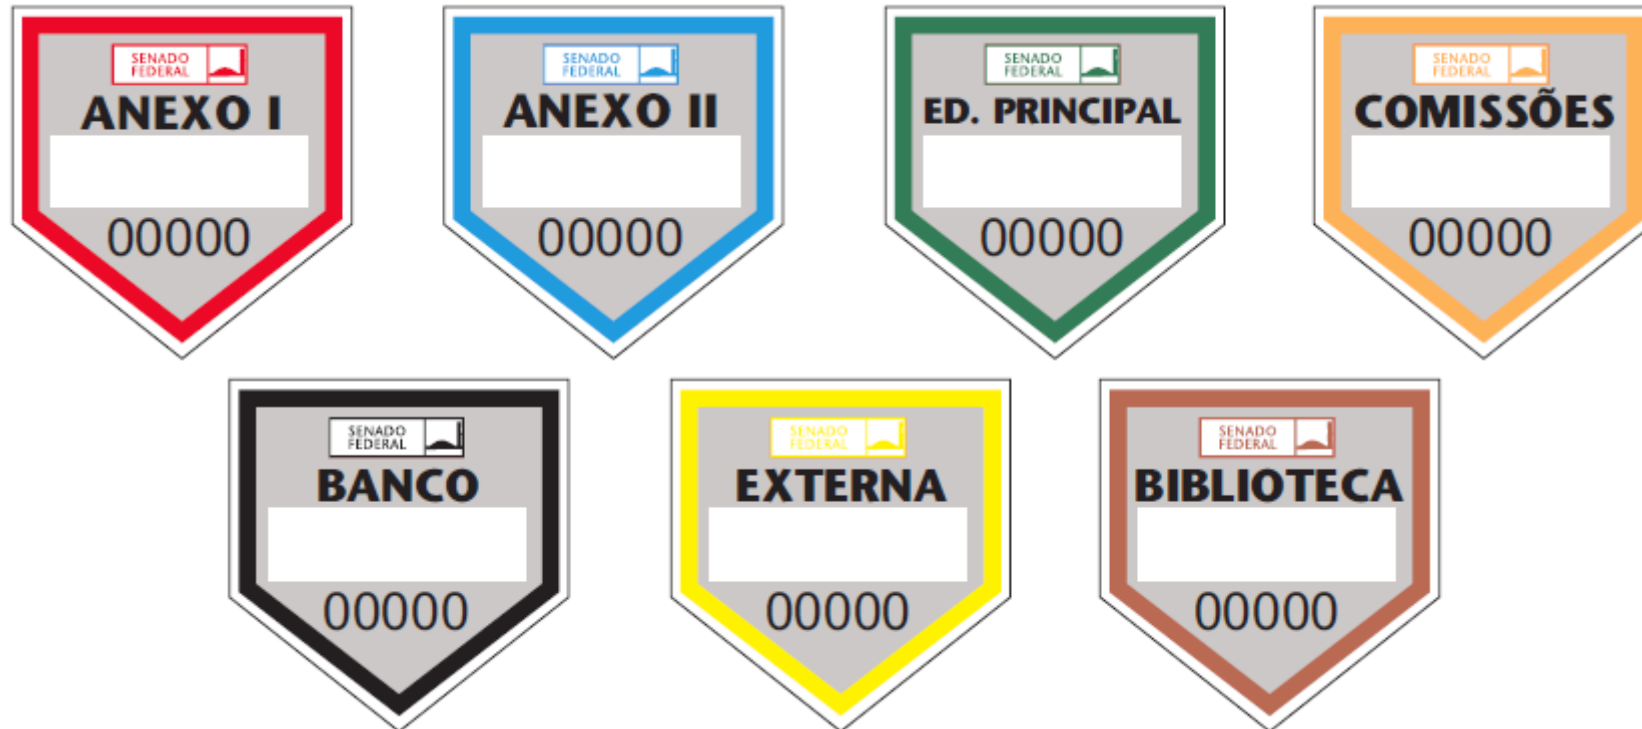 SENADO
FEDERAL
ANEXO I
00000
SENADO
FEDERAL
ANEXO II
00000
SENADO
FEDERAL
ED. PRINCIPAL
00000
SENADO
FEDERAL
COMISSÕES
00000
SENADO
FEDERAL
BANCO
00000
SENADO
FEDERAL
EXTERNA
00000
SENADO
FEDERAL
BIBLIOTECA
00000